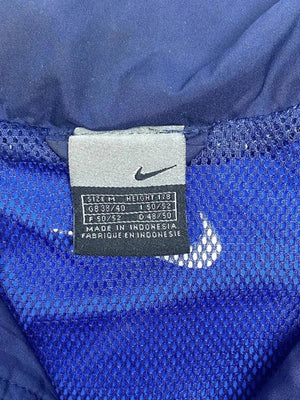 SIZE M HEIGHT 178
GB 38/40 I 50/52
F 50/52 D 48/50
MADE IN INDONESIA
FABRIQUE EN INDONESIE